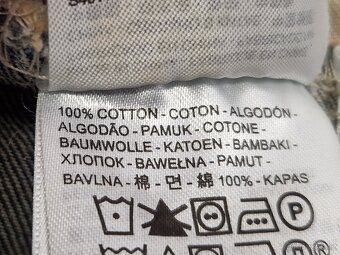 100% COTTON - COTON - ALGODÓN -
ALGODÃO - PAMUK - COTONE -
BAUMWOLLE - KATOEN - BAMBAKI -
ХЛОПОК - BAWEŁNA - PAMUT -
BAVLNA - 棉 - 면 - 綿 100% - KAPAS
P